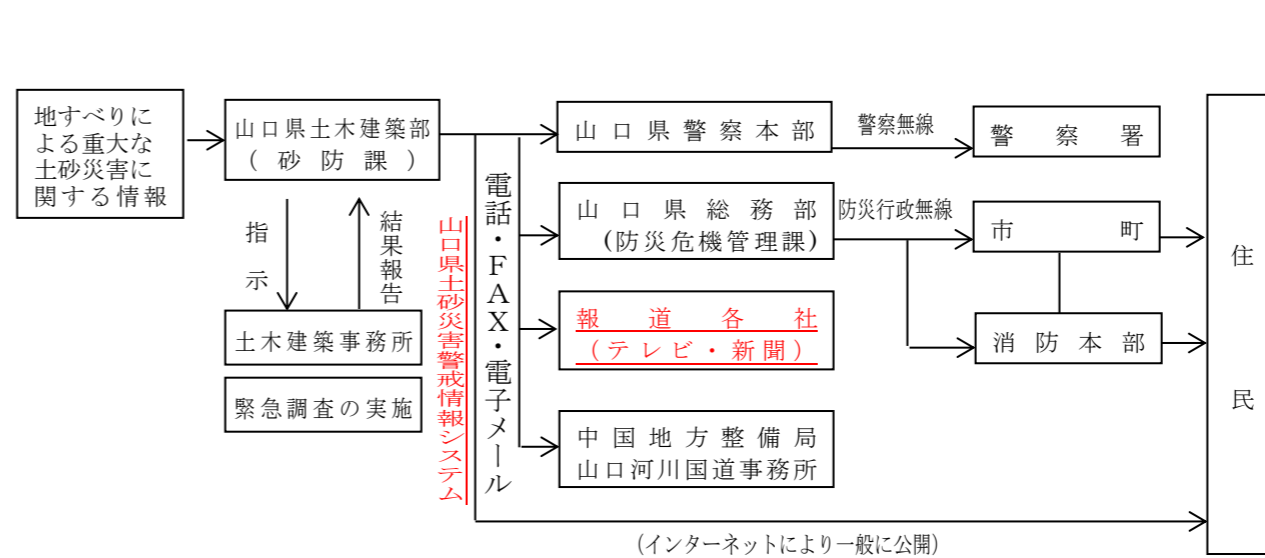 地すべりに
よる重大な
土砂災害に
関する情報
山口県土木建築部
(砂防課)
指示
結果報告
土木建築事務所
緊急調査の実施
山口県土砂災害警戒情報システム
電話・FAX・電子メール
山口県警察本部
警察無線
警察署
山口県総務部
(防災危機管理課)
防災行政無線
市町
報道各社
(テレビ・新聞)
消防本部
中国地方整備局
山口河川国道事務所
住民
(インターネットにより一般に公開)